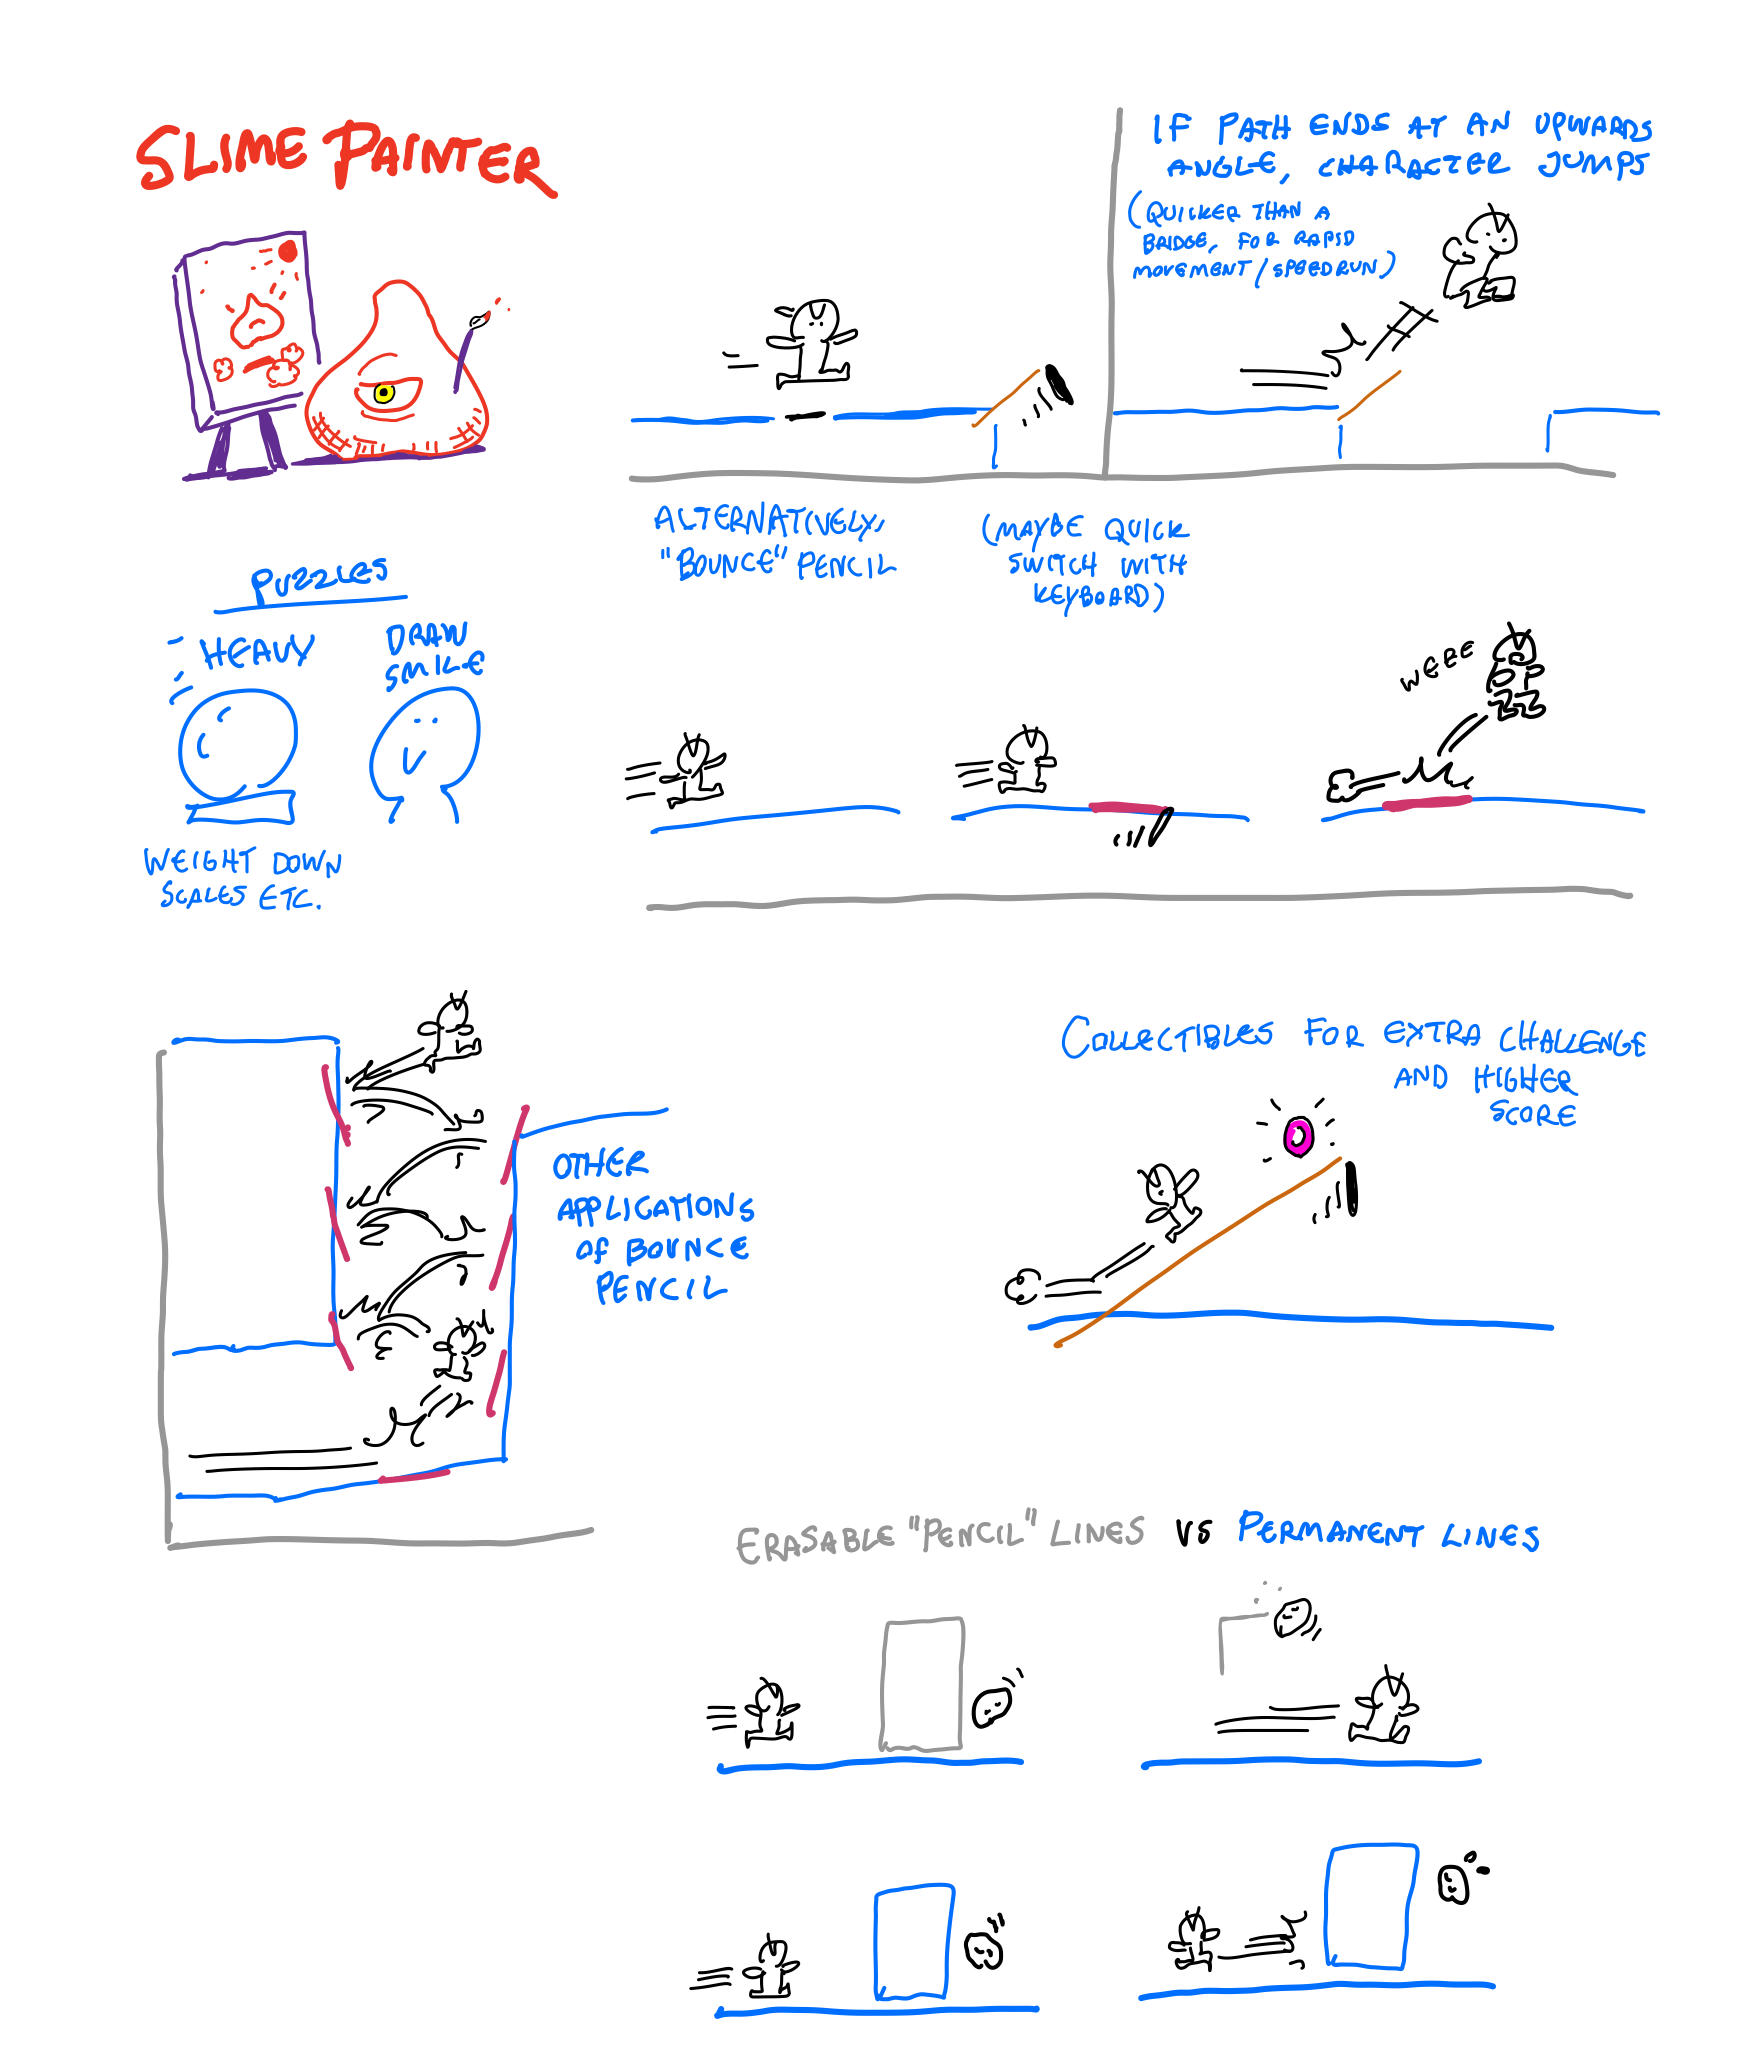 SLIME PAINTER
IF PATH ENDS AT AN UPWARDS
ANGLE, CHARACTER JUMPS
(QUICKER THAN A
BRIDGE, FOR RAPID
MOVEMENT/SPEEDRUN)
ALTERNATIVELY,
"BOUNCE" PENCIL
(MAYBE QUICK
SWITCH WITH
KEYBOARD)
PUZZLES
HEAVY
DRAW
SMILE
WEIGHT DOWN
SCALES ETC.
WEEE
COLLECTIBLES FOR EXTRA CHALLENGE
AND HIGHER
SCORE
OTHER
APPLICATIONS
OF BOUNCE
PENCIL
ERASABLE "PENCIL" LINES VS PERMANENT LINES